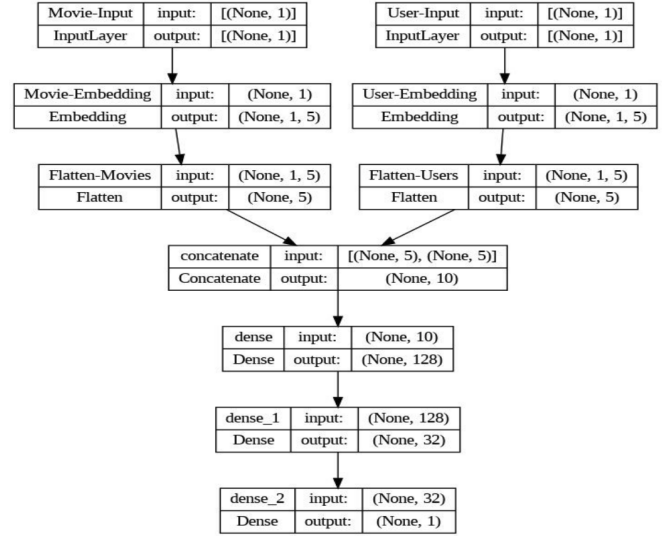 Movie-Input input: [(None, 1)]
InputLayer output: [(None, 1)]
User-Input input: [(None, 1)]
InputLayer output: [(None, 1)]
Movie-Embedding input: (None, 1)
Embedding output: (None, 1, 5)
User-Embedding input: (None, 1)
Embedding output: (None, 1, 5)
Flatten-Movies input: (None, 1, 5)
Flatten output: (None, 5)
Flatten-Users input: (None, 1, 5)
Flatten output: (None, 5)
concatenate input: [(None, 5), (None, 5)]
Concatenate output: (None, 10)
dense input: (None, 10)
Dense output: (None, 128)
dense_1 input: (None, 128)
Dense output: (None, 32)
dense_2 input: (None, 32)
Dense output: (None, 1)